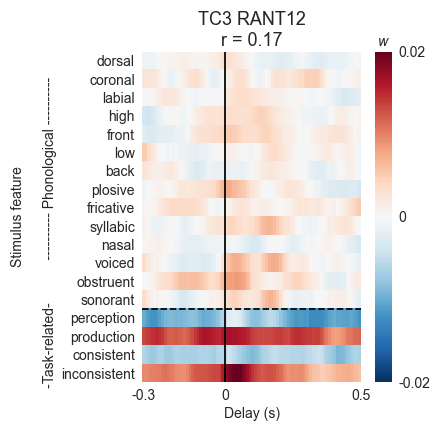 TC3 RANT12
r = 0.17
w
dorsal
coronal
labial
high
front
low
back
plosive
fricative
syllabic
nasal
voiced
obstruent
sonorant
perception
production
consistent
inconsistent
Stimulus feature
---------- Phonological ----------
-Task-related-
-0.3
0
0.5
Delay (s)
0.02
0
-0.02